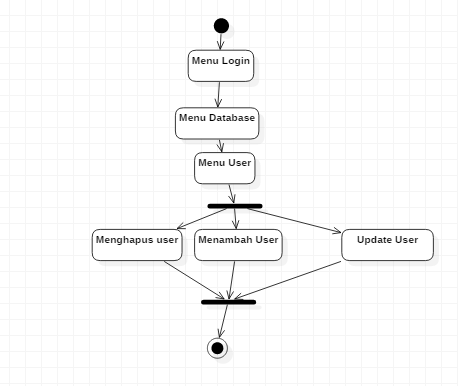 Menu Login
Menu Database
Menu User
Menghapus user
Menambah User
Update User